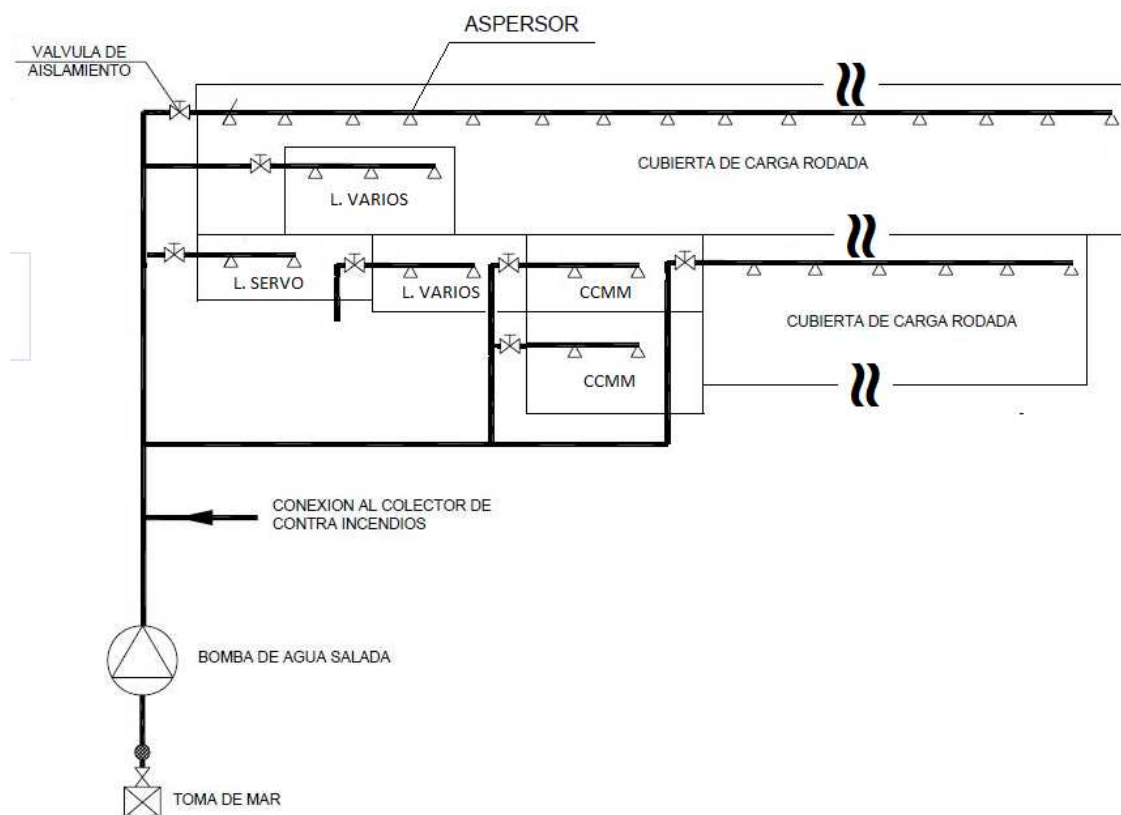 ASPERSOR
VALVULA DE
AISLAMIENTO
CUBIERTA DE CARGA RODADA
L. VARIOS
L. SERVO
L. VARIOS
CCMM
CUBIERTA DE CARGA RODADA
CCMM
CONEXION AL COLECTOR DE
CONTRA INCENDIOS
BOMBA DE AGUA SALADA
TOMA DE MAR